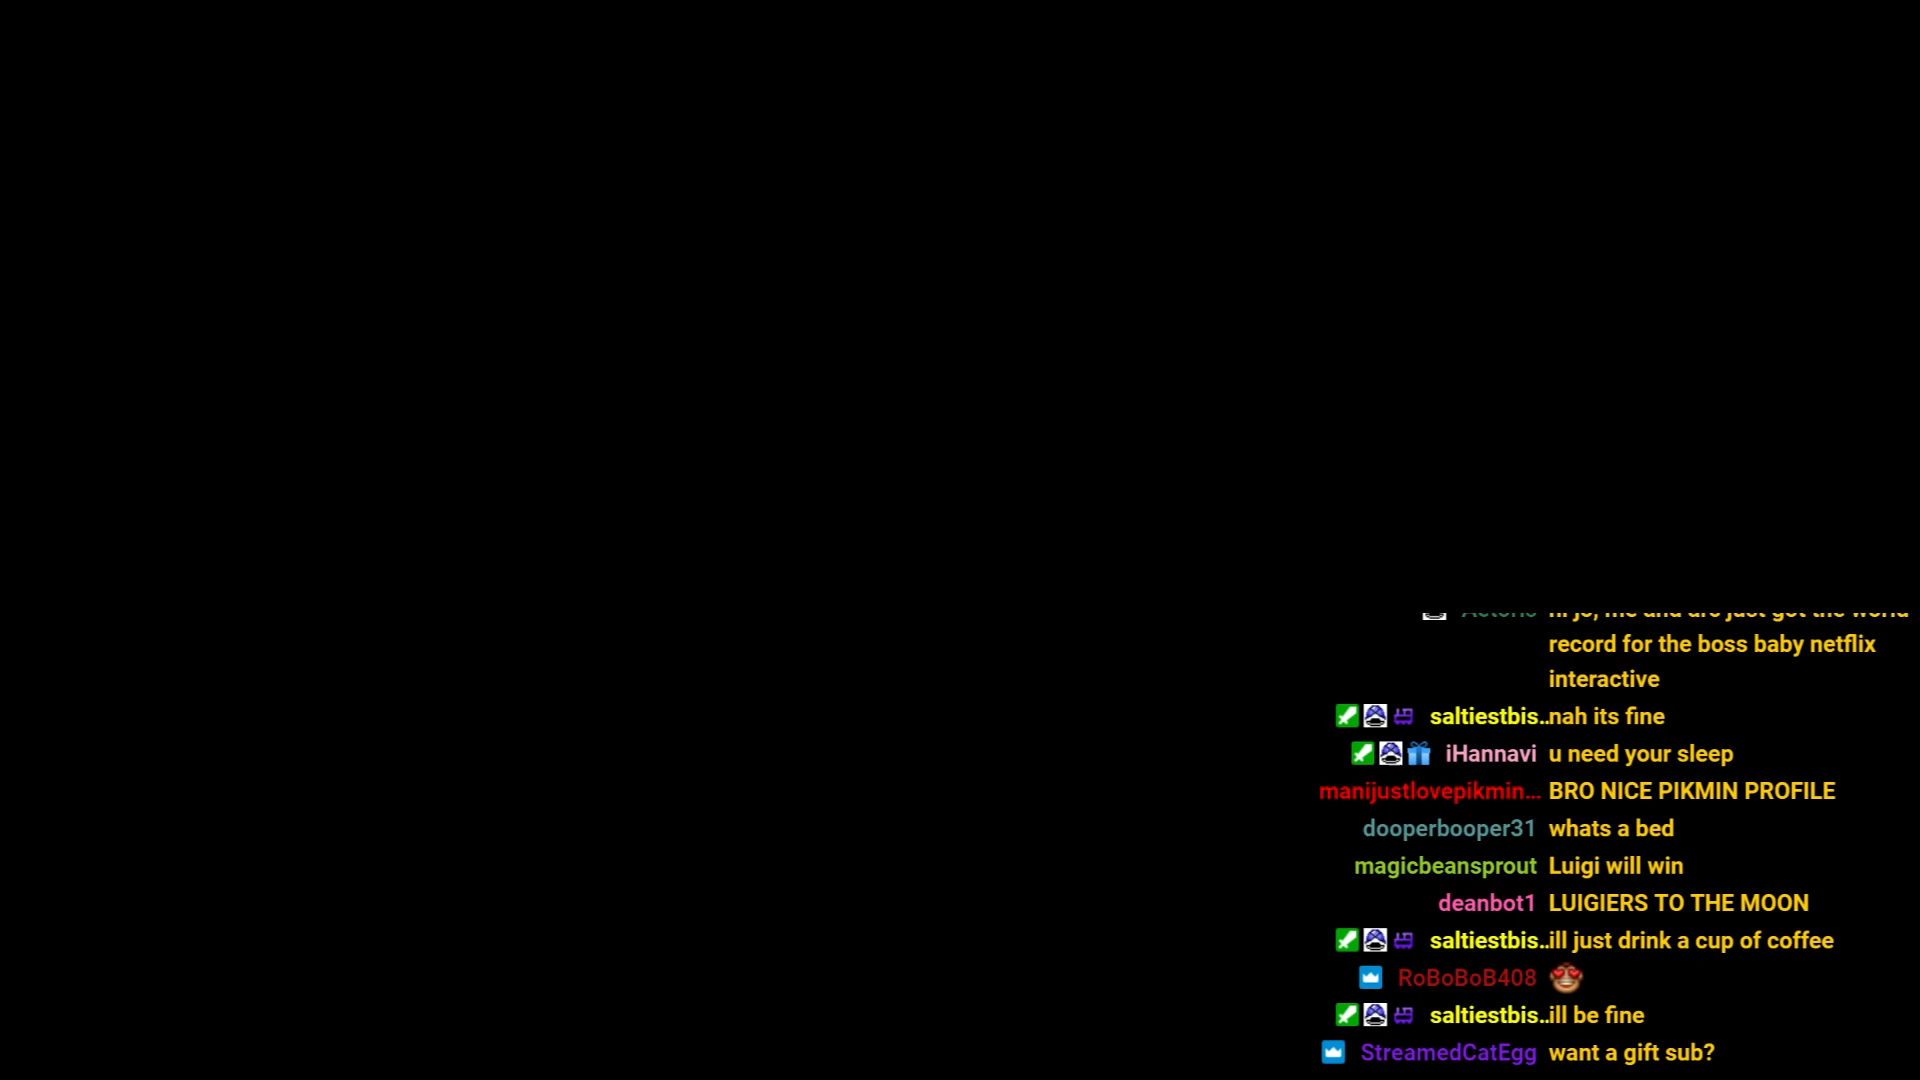 record for the boss baby netflix
interactive
saltiestbis.. nah its fine
iHannavi u need your sleep
manijustlovepikmin... BRO NICE PIKMIN PROFILE
dooperbooper31 whats a bed
magicbeansprout Luigi will win
deanbot1 LUIGIERS TO THE MOON
saltiestbis.. ill just drink a cup of coffee
RoBoBoB408
saltiestbis.. ill be fine
StreamedCatEgg want a gift sub?